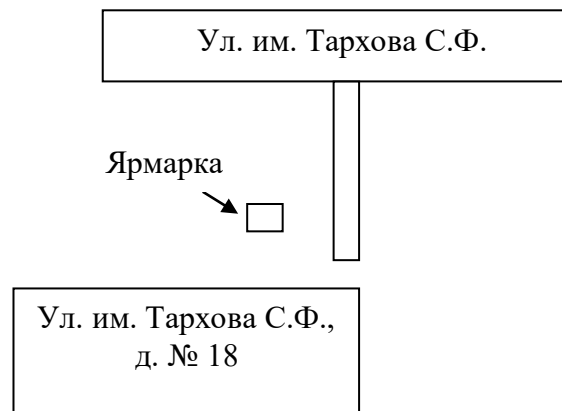 Ул. им. Тархова С.Ф.
Ярмарка
Ул. им. Тархова С.Ф.,
д. № 18